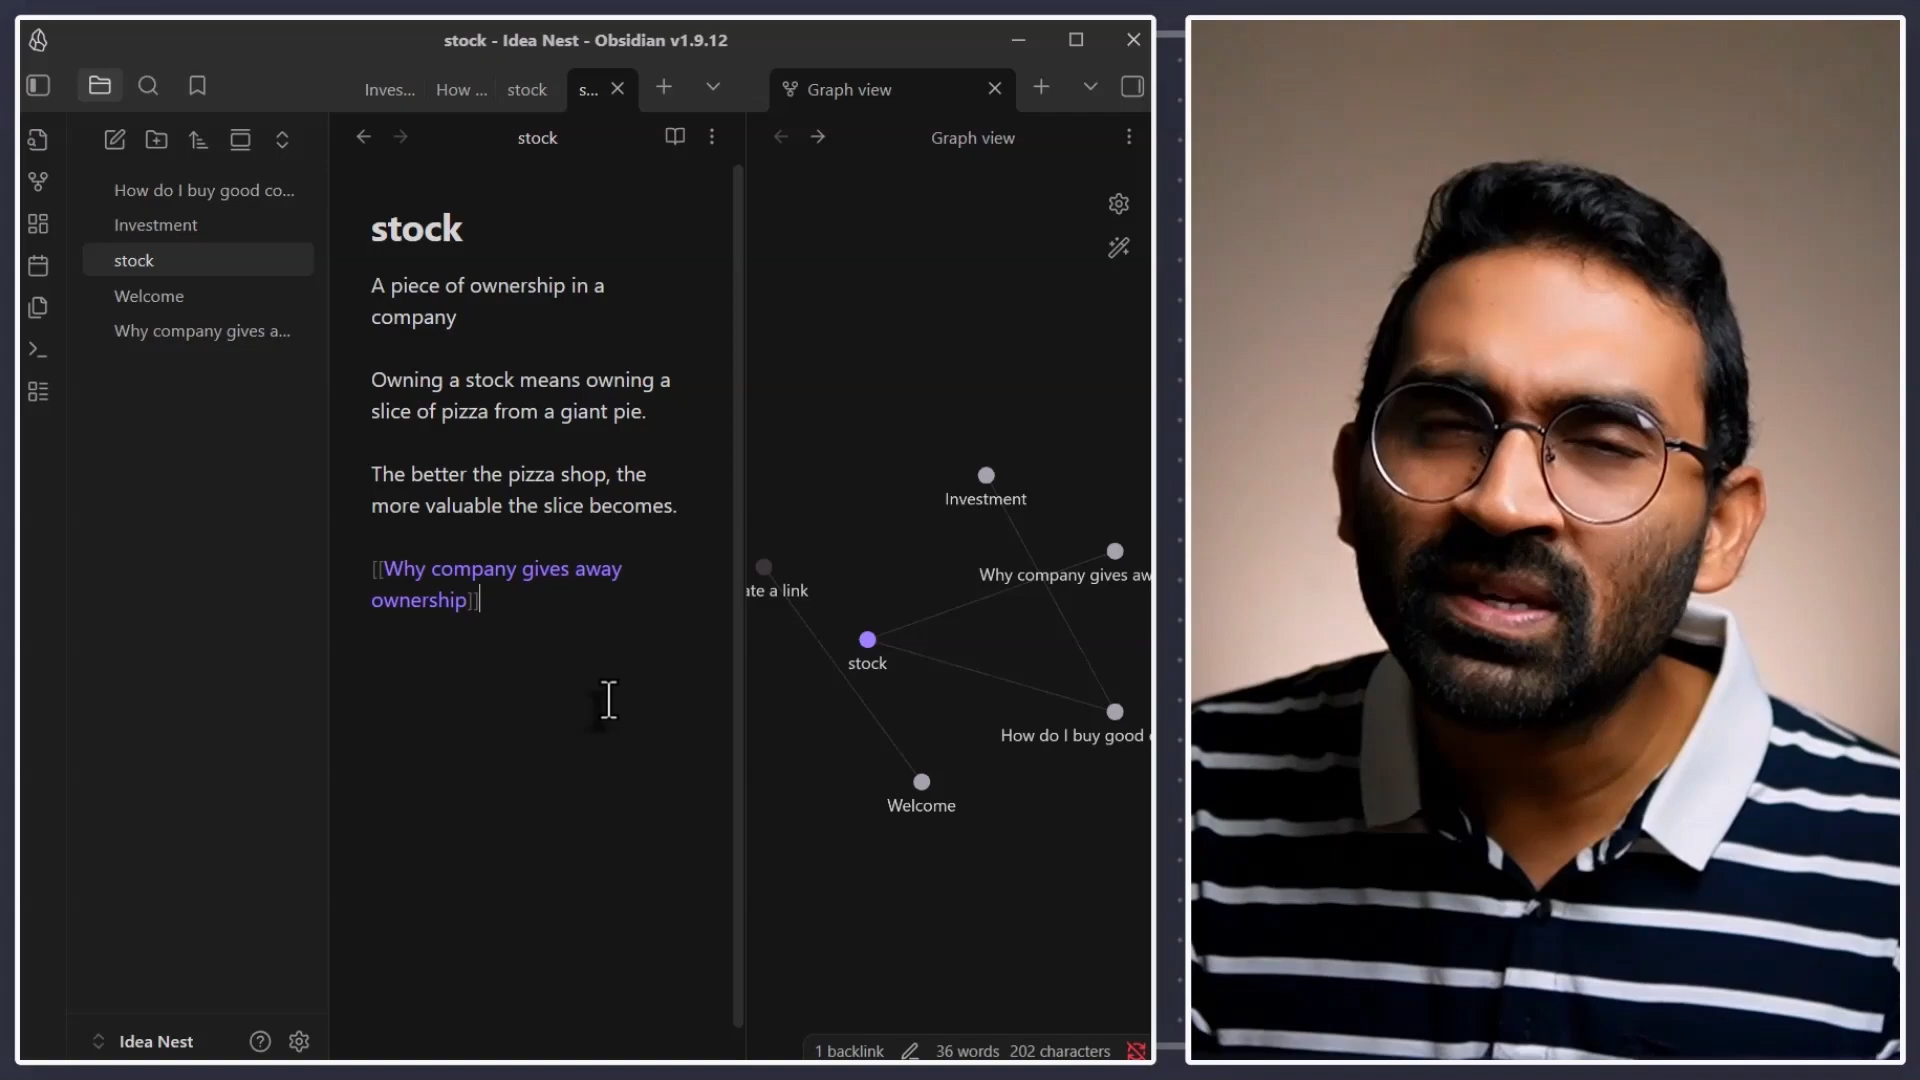 stock - Idea Nest - Obsidian v1.9.12
Inves...
How ...
stock
s...
Graph view
stock
Graph view
How do I buy good co...
Investment
stock
Welcome
Why company gives a...
stock
A piece of ownership in a
company
Owning a stock means owning a
slice of pizza from a giant pie.
The better the pizza shop, the
more valuable the slice becomes.
[[Why company gives away
ownership]]
Investment
Why company gives aw
ate a link
stock
How do I buy good
Welcome
Idea Nest
1 backlink
36 words
202 characters